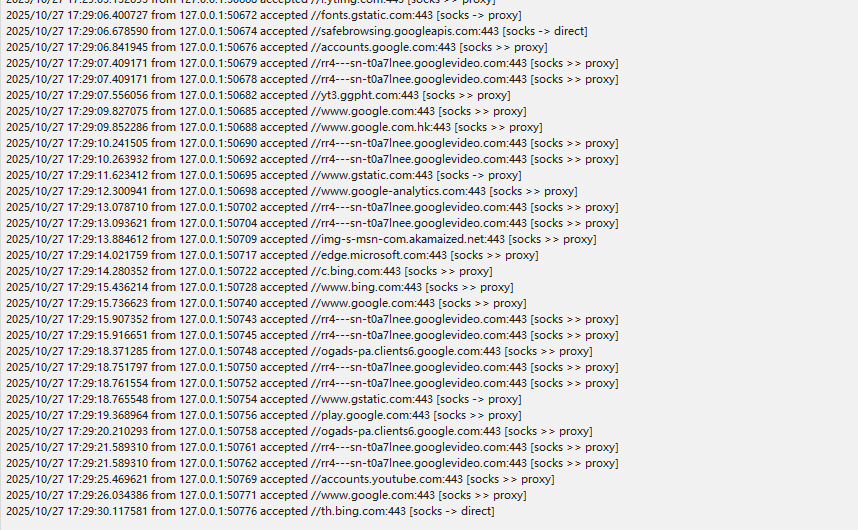 2025/10/27 17:29:06.400727 from 127.0.0.1:50672 accepted //fonts.gstatic.com:443 [socks -> proxy]
2025/10/27 17:29:06.678590 from 127.0.0.1:50674 accepted //safebrowsing.googleapis.com:443 [socks -> direct]
2025/10/27 17:29:06.841945 from 127.0.0.1:50676 accepted //accounts.google.com:443 [socks >> proxy]
2025/10/27 17:29:07.409171 from 127.0.0.1:50679 accepted //rr4---sn-t0a7lnee.googlevideo.com:443 [socks >> proxy]
2025/10/27 17:29:07.409171 from 127.0.0.1:50678 accepted //rr4---sn-t0a7lnee.googlevideo.com:443 [socks >> proxy]
2025/10/27 17:29:07.556056 from 127.0.0.1:50682 accepted //yt3.ggpht.com:443 [socks >> proxy]
2025/10/27 17:29:09.827075 from 127.0.0.1:50685 accepted //www.google.com:443 [socks >> proxy]
2025/10/27 17:29:09.852286 from 127.0.0.1:50688 accepted //www.google.com.hk:443 [socks >> proxy]
2025/10/27 17:29:10.241505 from 127.0.0.1:50690 accepted //rr4---sn-t0a7lnee.googlevideo.com:443 [socks >> proxy]
2025/10/27 17:29:10.263932 from 127.0.0.1:50692 accepted //rr4---sn-t0a7lnee.googlevideo.com:443 [socks >> proxy]
2025/10/27 17:29:11.623412 from 127.0.0.1:50695 accepted //www.gstatic.com:443 [socks -> proxy]
2025/10/27 17:29:12.300941 from 127.0.0.1:50698 accepted //www.google-analytics.com:443 [socks >> proxy]
2025/10/27 17:29:13.078710 from 127.0.0.1:50702 accepted //rr4---sn-t0a7lnee.googlevideo.com:443 [socks >> proxy]
2025/10/27 17:29:13.093621 from 127.0.0.1:50704 accepted //rr4---sn-t0a7lnee.googlevideo.com:443 [socks >> proxy]
2025/10/27 17:29:13.884612 from 127.0.0.1:50709 accepted //img-s-msn-com.akamaized.net:443 [socks >> proxy]
2025/10/27 17:29:14.021759 from 127.0.0.1:50717 accepted //edge.microsoft.com:443 [socks >> proxy]
2025/10/27 17:29:14.280352 from 127.0.0.1:50722 accepted //c.bing.com:443 [socks >> proxy]
2025/10/27 17:29:15.436214 from 127.0.0.1:50728 accepted //www.bing.com:443 [socks >> proxy]
2025/10/27 17:29:15.736623 from 127.0.0.1:50740 accepted //www.google.com:443 [socks >> proxy]
2025/10/27 17:29:15.907352 from 127.0.0.1:50743 accepted //rr4---sn-t0a7lnee.googlevideo.com:443 [socks >> proxy]
2025/10/27 17:29:15.916651 from 127.0.0.1:50745 accepted //rr4---sn-t0a7lnee.googlevideo.com:443 [socks >> proxy]
2025/10/27 17:29:18.371285 from 127.0.0.1:50748 accepted //ogads-pa.clients6.google.com:443 [socks >> proxy]
2025/10/27 17:29:18.751797 from 127.0.0.1:50750 accepted //rr4---sn-t0a7lnee.googlevideo.com:443 [socks >> proxy]
2025/10/27 17:29:18.761554 from 127.0.0.1:50752 accepted //rr4---sn-t0a7lnee.googlevideo.com:443 [socks >> proxy]
2025/10/27 17:29:18.765548 from 127.0.0.1:50754 accepted //www.gstatic.com:443 [socks -> proxy]
2025/10/27 17:29:19.368964 from 127.0.0.1:50756 accepted //play.google.com:443 [socks >> proxy]
2025/10/27 17:29:20.210293 from 127.0.0.1:50758 accepted //ogads-pa.clients6.google.com:443 [socks >> proxy]
2025/10/27 17:29:21.589310 from 127.0.0.1:50761 accepted //rr4---sn-t0a7lnee.googlevideo.com:443 [socks >> proxy]
2025/10/27 17:29:21.589310 from 127.0.0.1:50762 accepted //rr4---sn-t0a7lnee.googlevideo.com:443 [socks >> proxy]
2025/10/27 17:29:25.469621 from 127.0.0.1:50769 accepted //accounts.youtube.com:443 [socks >> proxy]
2025/10/27 17:29:26.034386 from 127.0.0.1:50771 accepted //www.google.com:443 [socks >> proxy]
2025/10/27 17:29:30.117581 from 127.0.0.1:50776 accepted //th.bing.com:443 [socks -> direct]